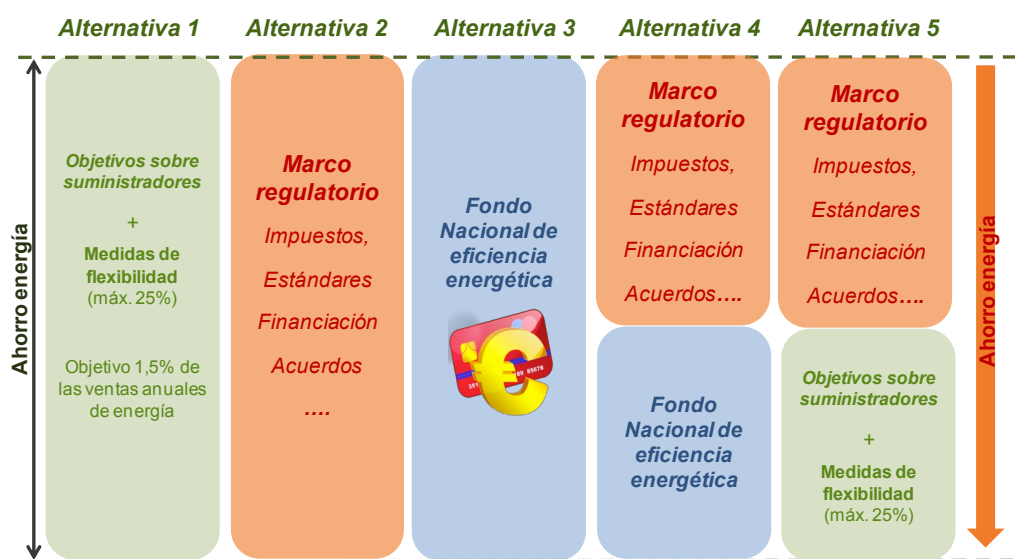 Alternativa 1
Alternativa 2
Alternativa 3
Alternativa 4
Alternativa 5
Ahorro energía
Objetivos sobre
suministradores
+
Medidas de
flexibilidad
(máx. 25%)
Objetivo 1,5% de
las ventas anuales
de energía
Marco
regulatorio
Impuestos,
Estándares
Financiación
Acuerdos
....
Fondo
Nacional de
eficiencia
energética
Marco
regulatorio
Impuestos,
Estándares
Financiación
Acuerdos....
Fondo
Nacional de
eficiencia
energética
Marco
regulatorio
Impuestos,
Estándares
Financiación
Acuerdos....
Objetivos sobre
suministradores
+
Medidas de
flexibilidad
(máx. 25%)
Ahorro energía